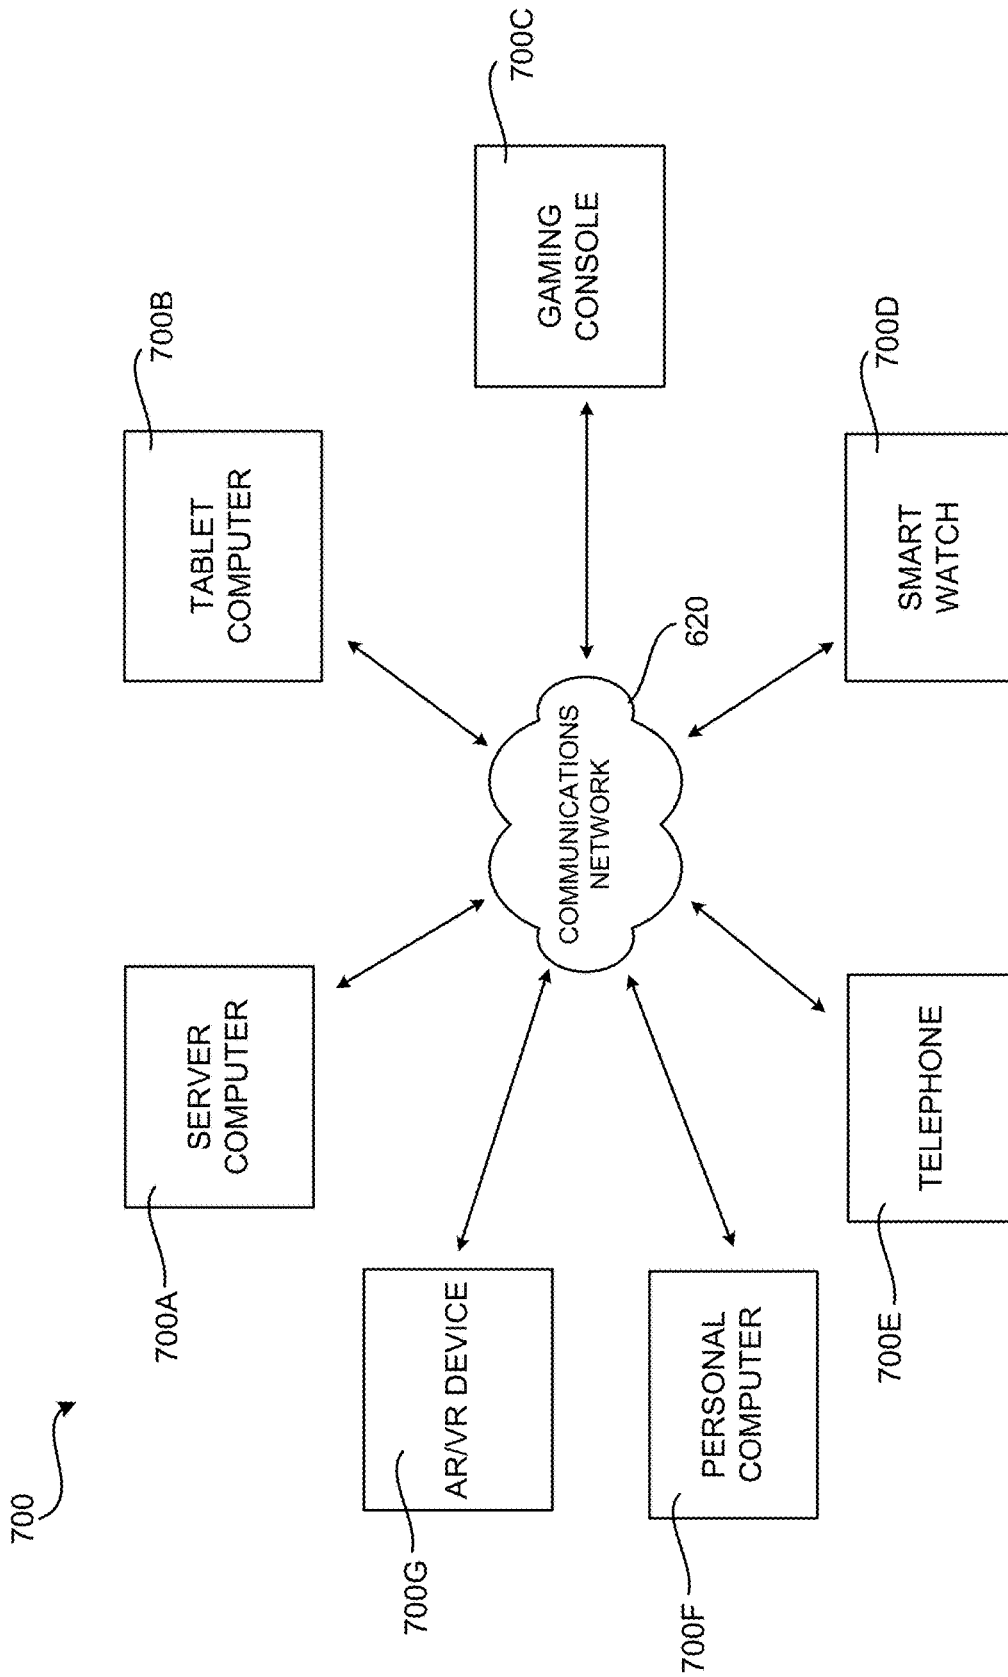 700
700A
SERVER
COMPUTER
700B
TABLET
COMPUTER
700G
AR/VR DEVICE
COMMUNICATIONS
NETWORK
620
700C
GAMING
CONSOLE
700F
PERSONAL
COMPUTER
700E
TELEPHONE
700D
SMART
WATCH